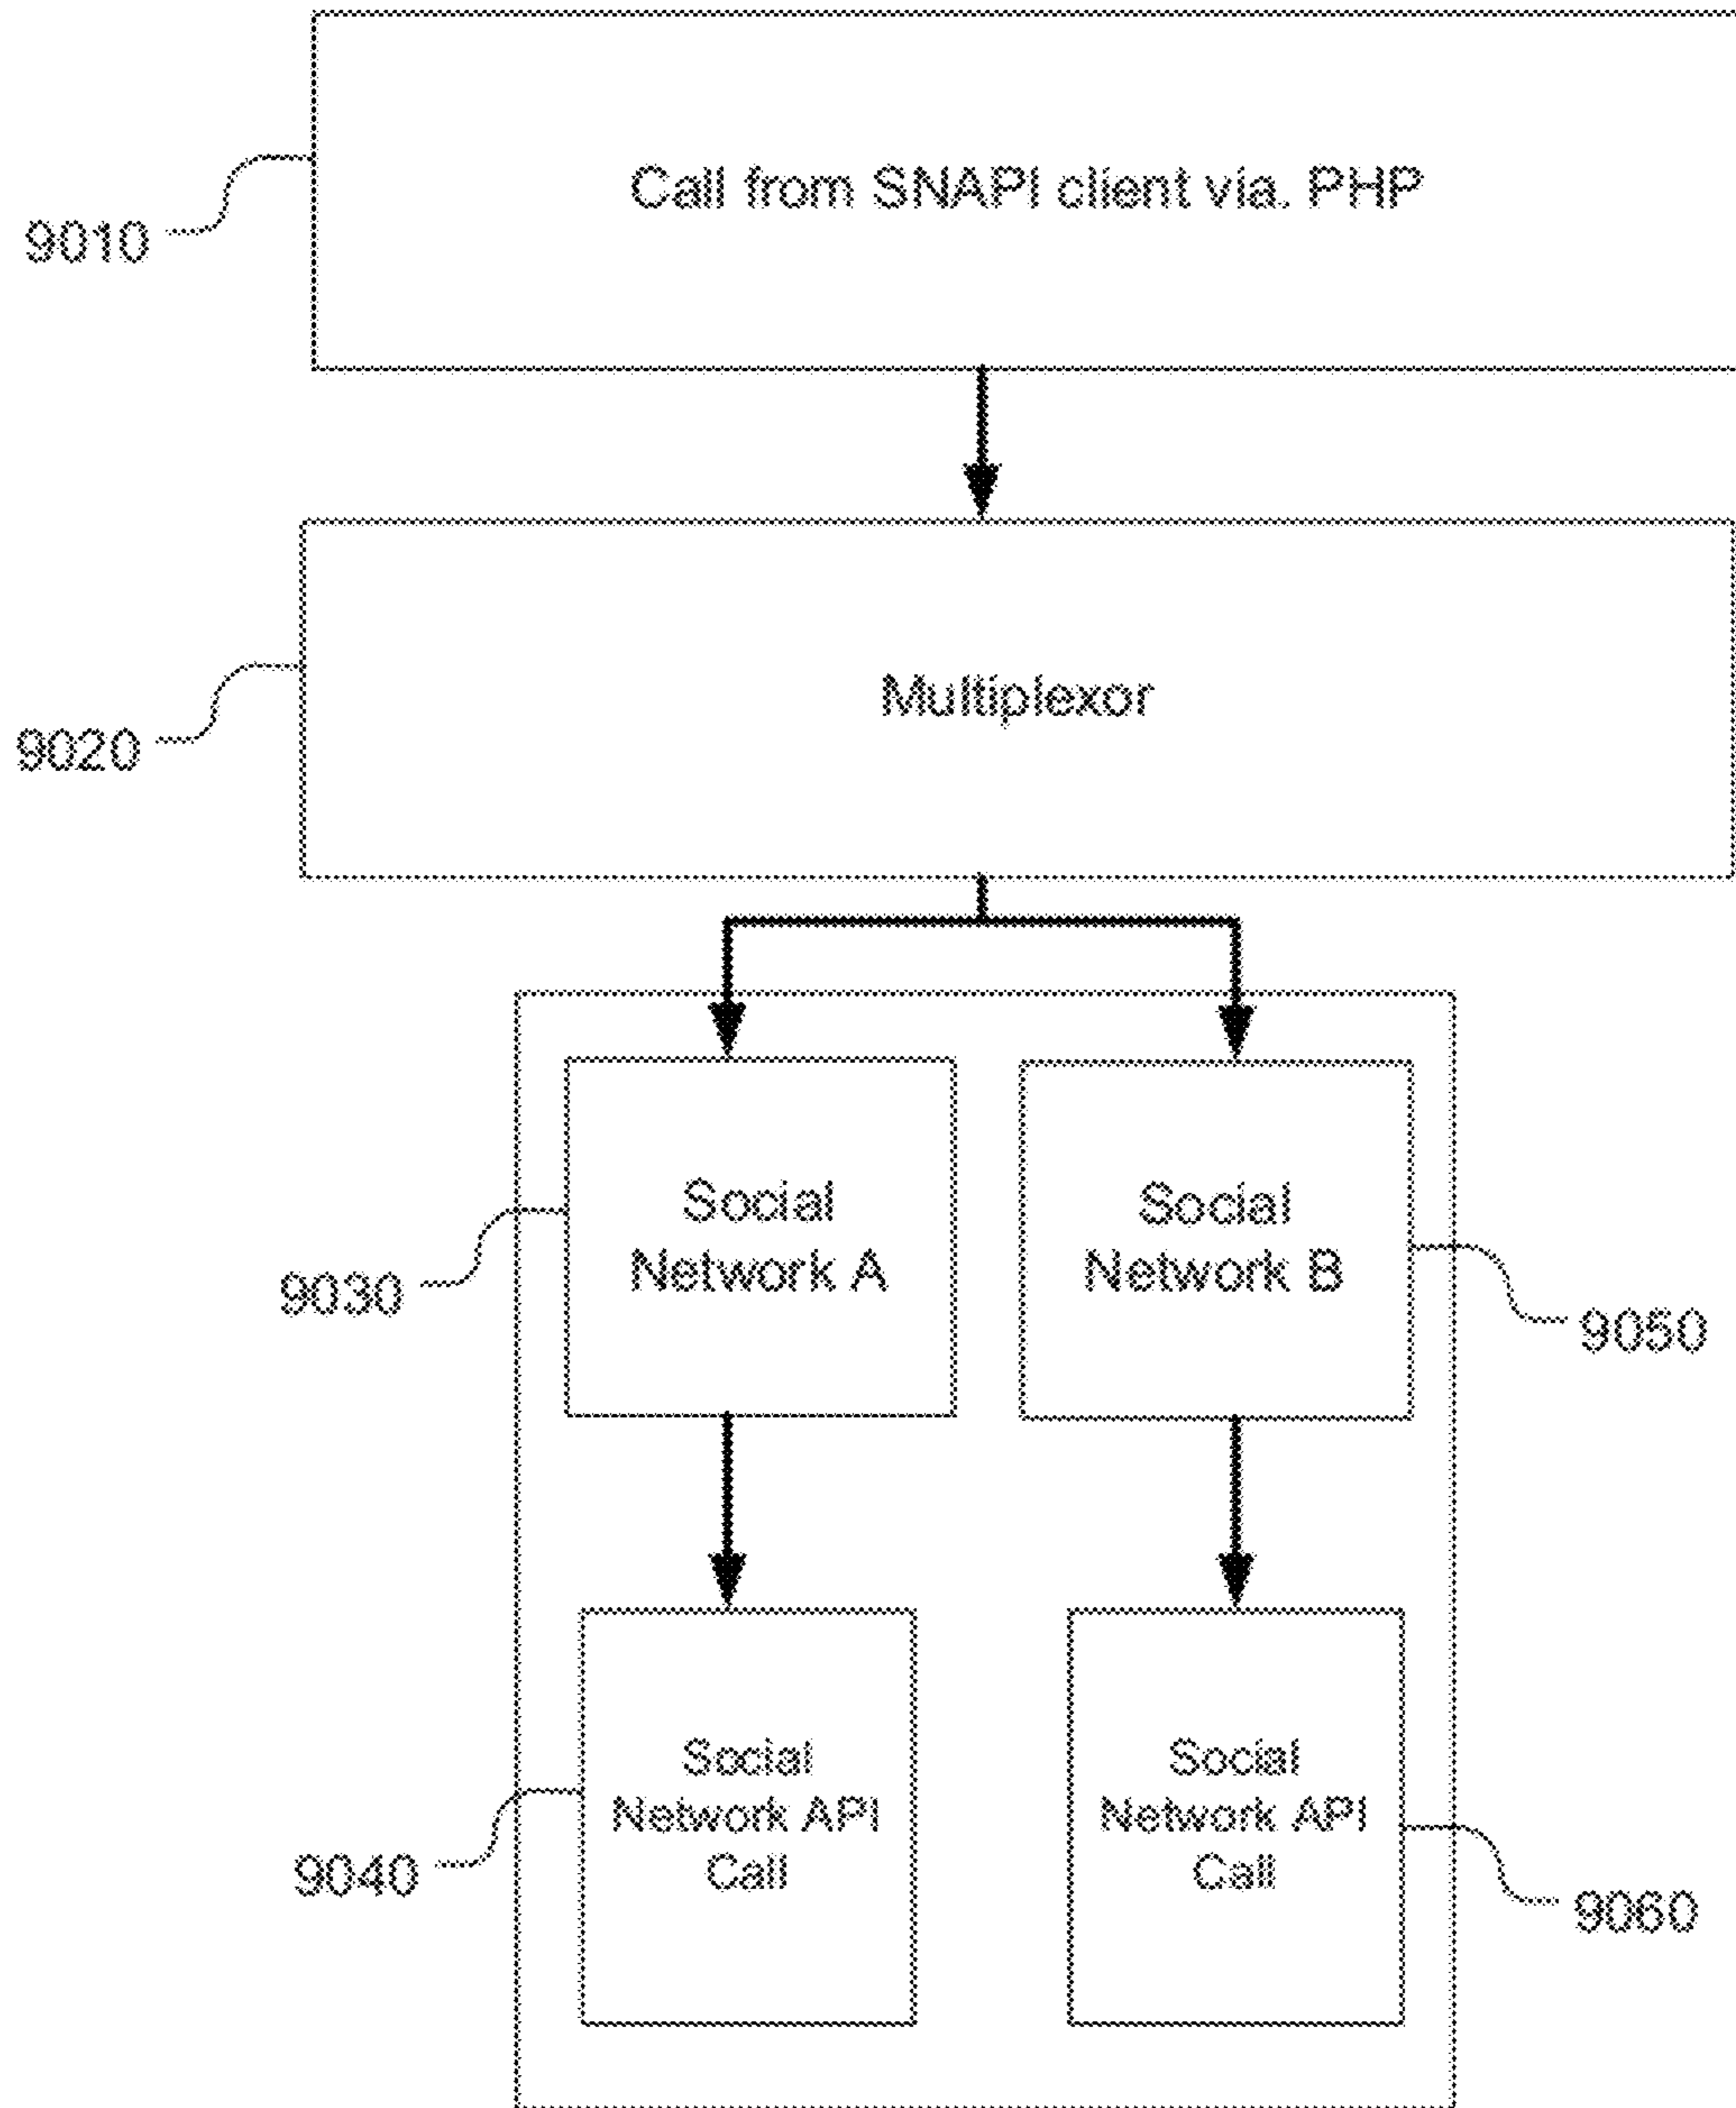 Call from SNAPI client via. PHP
9010
Multiplexor
9020
Social
Network A
9030
Social
Network B
9050
Social
Network API
Call
9040
Social
Network API
Call
9060